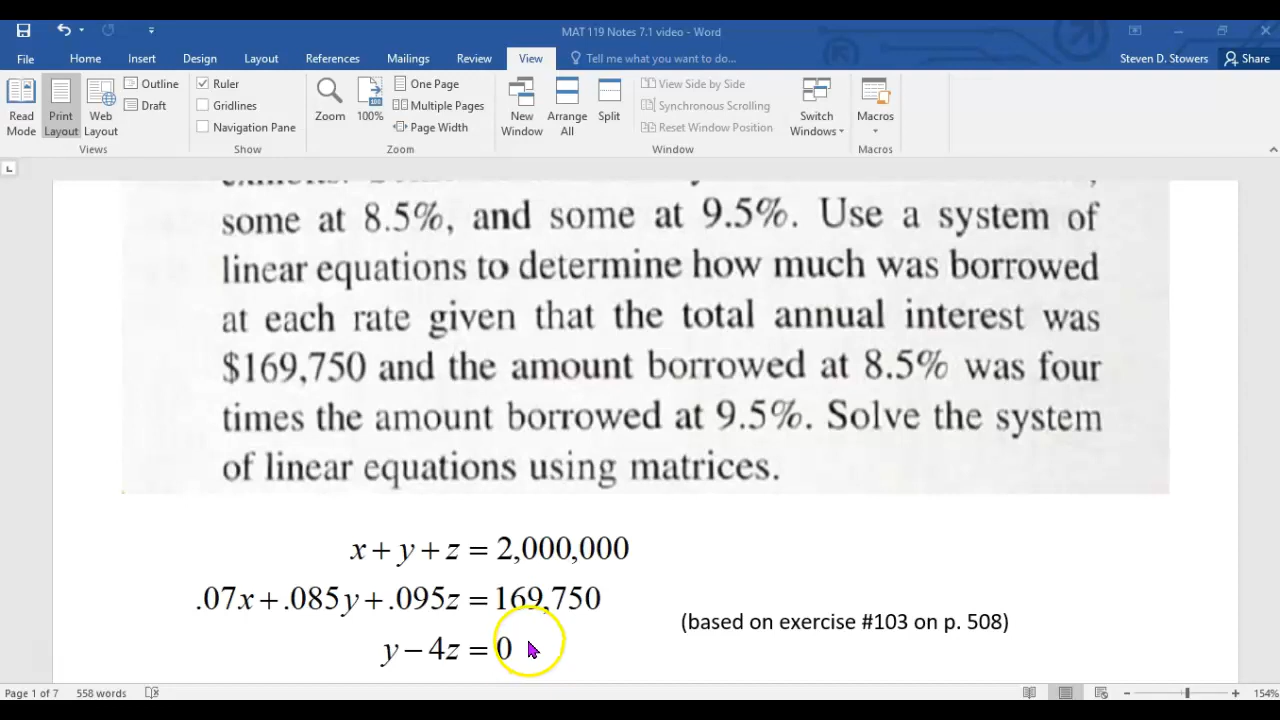 MAT 119 Notes 7.1 video - Word
File Home Insert Design Layout References Mailings Review View Tell me what you want to do... Steven D. Stowers Share
Read Mode
Print Layout
Web Layout
Outline
Draft
Views
Ruler
Gridlines
Navigation Pane
Show
Zoom
100%
One Page
Multiple Pages
Page Width
Zoom
New Window
Arrange All
Split
View Side by Side
Synchronous Scrolling
Reset Window Position
Window
Switch Windows
Macros
Macros
some at 8.5%, and some at 9.5%. Use a system of
linear equations to determine how much was borrowed
at each rate given that the total annual interest was
$169,750 and the amount borrowed at 8.5% was four
times the amount borrowed at 9.5%. Solve the system
of linear equations using matrices.
x + y + z = 2,000,000
.07x + .085y + .095z = 169,750
(based on exercise #103 on p. 508)
y − 4z = 0
Page 1 of 7 558 words 154%